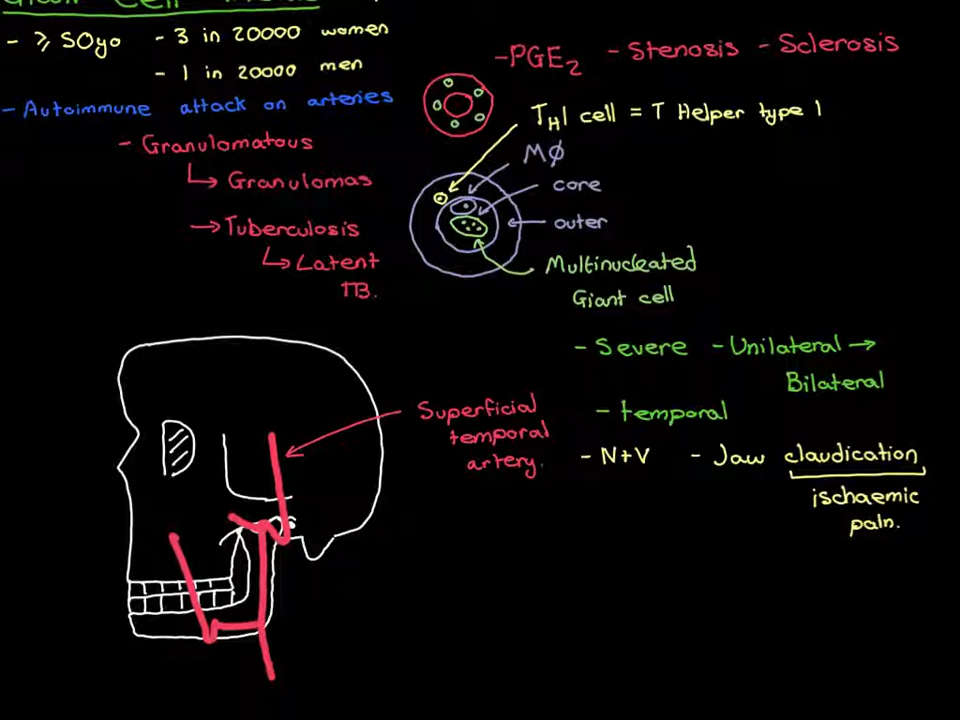 Giant Cell
- ≥ 50yo - 3 in 20000 women
- 1 in 20000 men
- Autoimmune attack on arteries
- Granulomatous
↳ Granulomas
→ Tuberculosis
↳ Latent
TB.
- PGE2 - Stenosis - Sclerosis
TH1 cell = T Helper type 1
MØ
core
outer
Multinucleated
Giant cell
- Severe - Unilateral →
Bilateral
- temporal
- N+V - Jaw claudication
ischaemic
pain.
Superficial
temporal
artery.